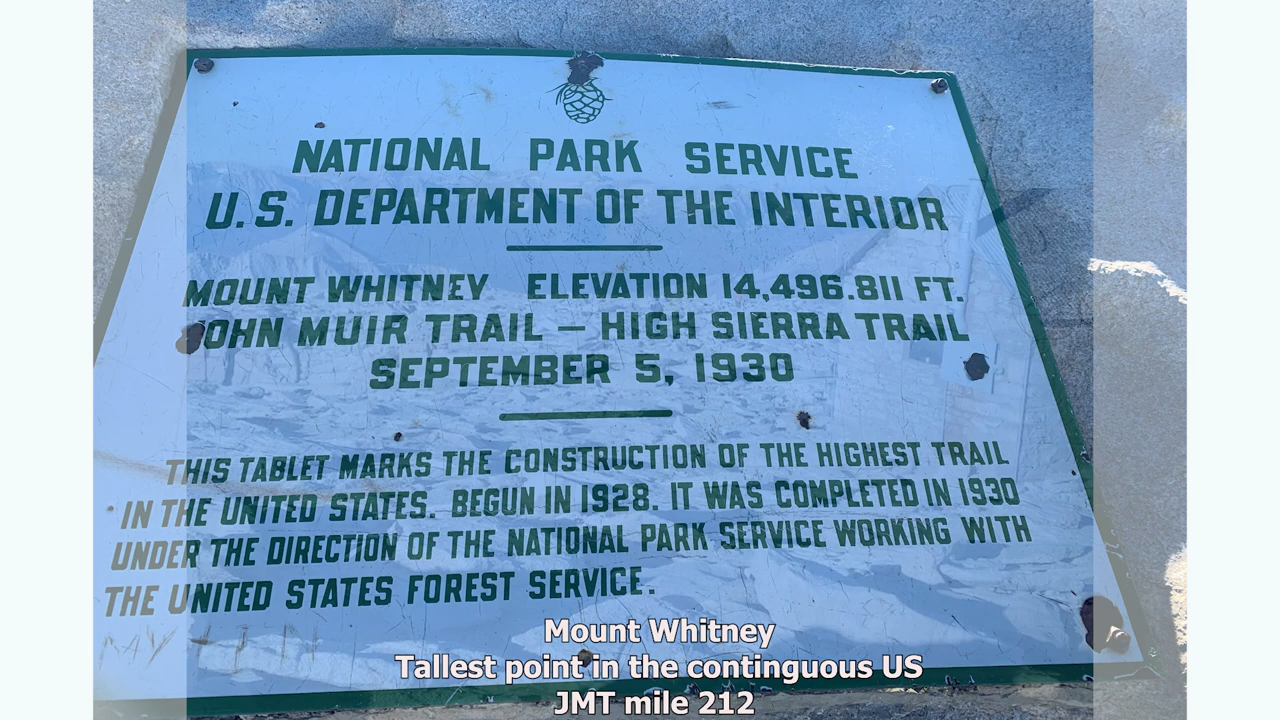 NATIONAL PARK SERVICE
U.S. DEPARTMENT OF THE INTERIOR
MOUNT WHITNEY ELEVATION 14,496.811 FT.
JOHN MUIR TRAIL – HIGH SIERRA TRAIL
SEPTEMBER 5, 1930
THIS TABLET MARKS THE CONSTRUCTION OF THE HIGHEST TRAIL
IN THE UNITED STATES. BEGUN IN 1928. IT WAS COMPLETED IN 1930
UNDER THE DIRECTION OF THE NATIONAL PARK SERVICE WORKING WITH
THE UNITED STATES FOREST SERVICE.
Mount Whitney
Tallest point in the continguous US
JMT mile 212